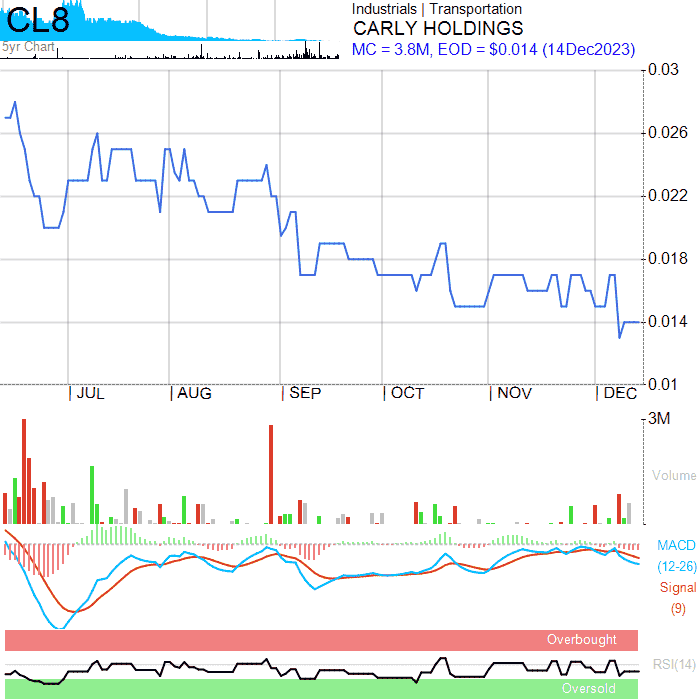 CL8
5yr Chart
Industrials | Transportation
CARLY HOLDINGS
MC = 3.8M, EOD = $0.014 (14Dec2023)
0.03
0.026
0.022
0.018
0.014
0.01
JUL AUG SEP OCT NOV DEC
3M
Volume
MACD
(12-26)
Signal
(9)
Overbought
RSI(14)
Oversold